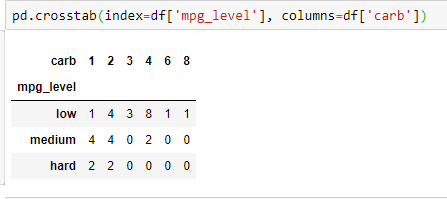 pd.crosstab(index=df['mpg_level'], columns=df['carb'])
carb 1 2 3 4 6 8
mpg_level
low 1 4 3 8 1 1
medium 4 4 0 2 0 0
hard 2 2 0 0 0 0